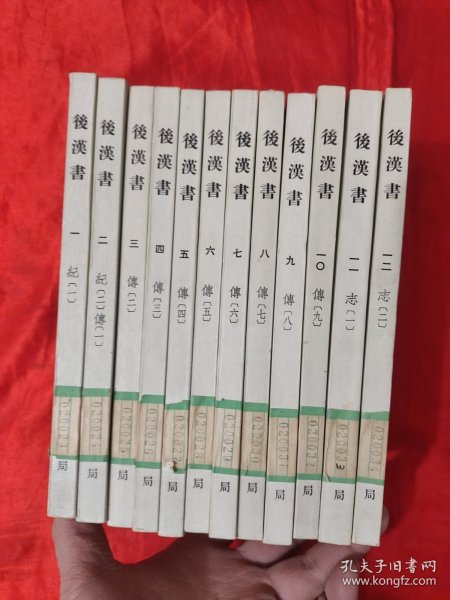 後漢書 一 紀〔一〕
局
後漢書 二 紀〔二〕傳〔一〕
局
後漢書 三 傳〔二〕
局
後漢書 四 傳〔三〕
局
後漢書 五 傳〔四〕
局
後漢書 六 傳〔五〕
局
後漢書 七 傳〔六〕
局
後漢書 八 傳〔七〕
局
後漢書 九 傳〔八〕
局
後漢書 一〇 傳〔九〕
局
後漢書 一一 志〔一〕
局
後漢書 一二 志〔二〕
局
孔夫子旧书网
www.kongfz.com